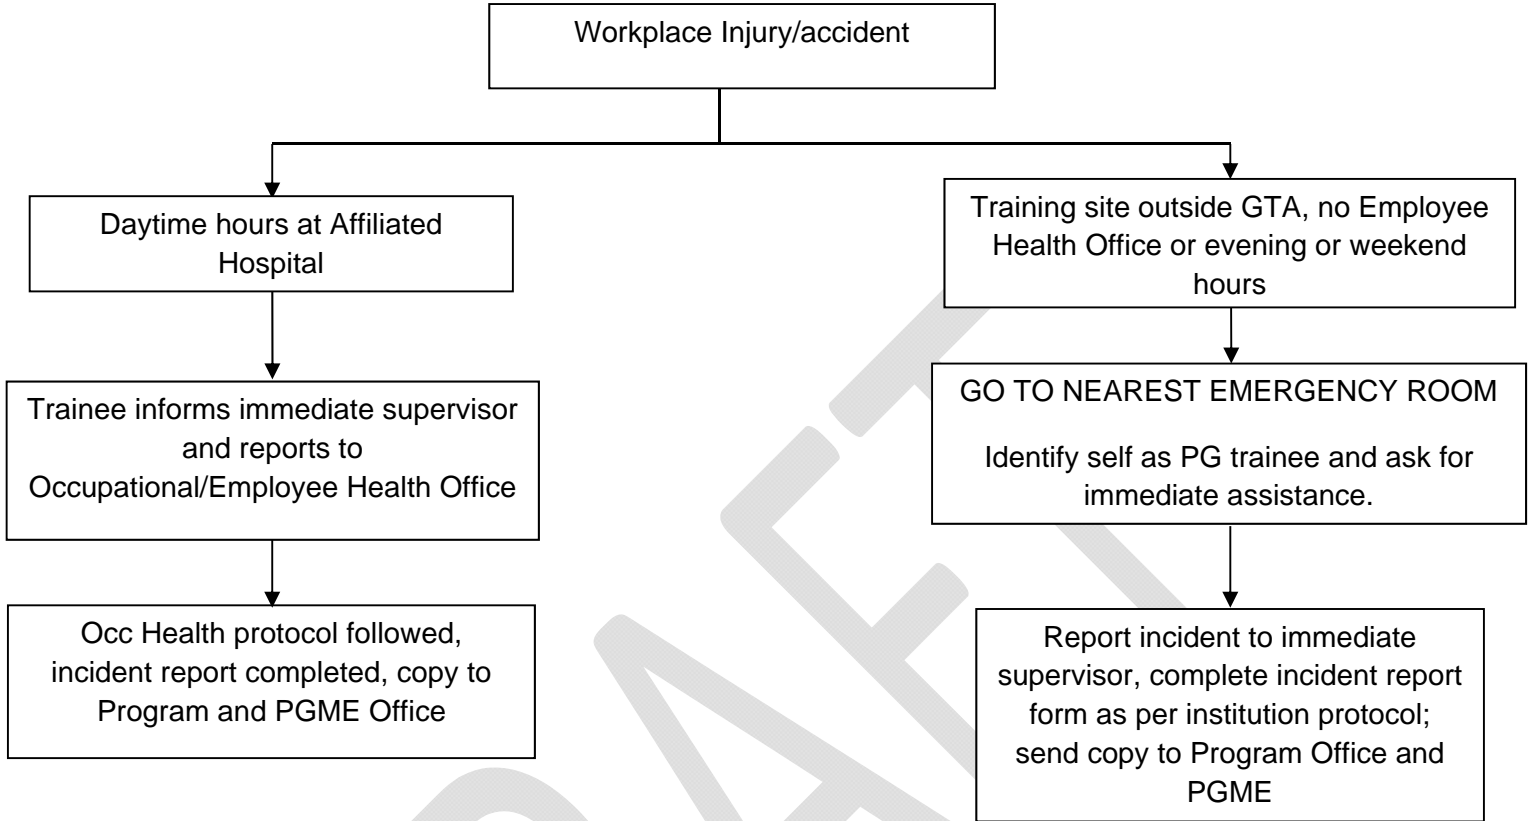 Workplace Injury/accident
Daytime hours at Affiliated
Hospital
Training site outside GTA, no Employee
Health Office or evening or weekend
hours
Trainee informs immediate supervisor
and reports to
Occupational/Employee Health Office
GO TO NEAREST EMERGENCY ROOM
Identify self as PG trainee and ask for
immediate assistance.
Occ Health protocol followed,
incident report completed, copy to
Program and PGME Office
Report incident to immediate
supervisor, complete incident report
form as per institution protocol;
send copy to Program Office and
PGME
DRAFT